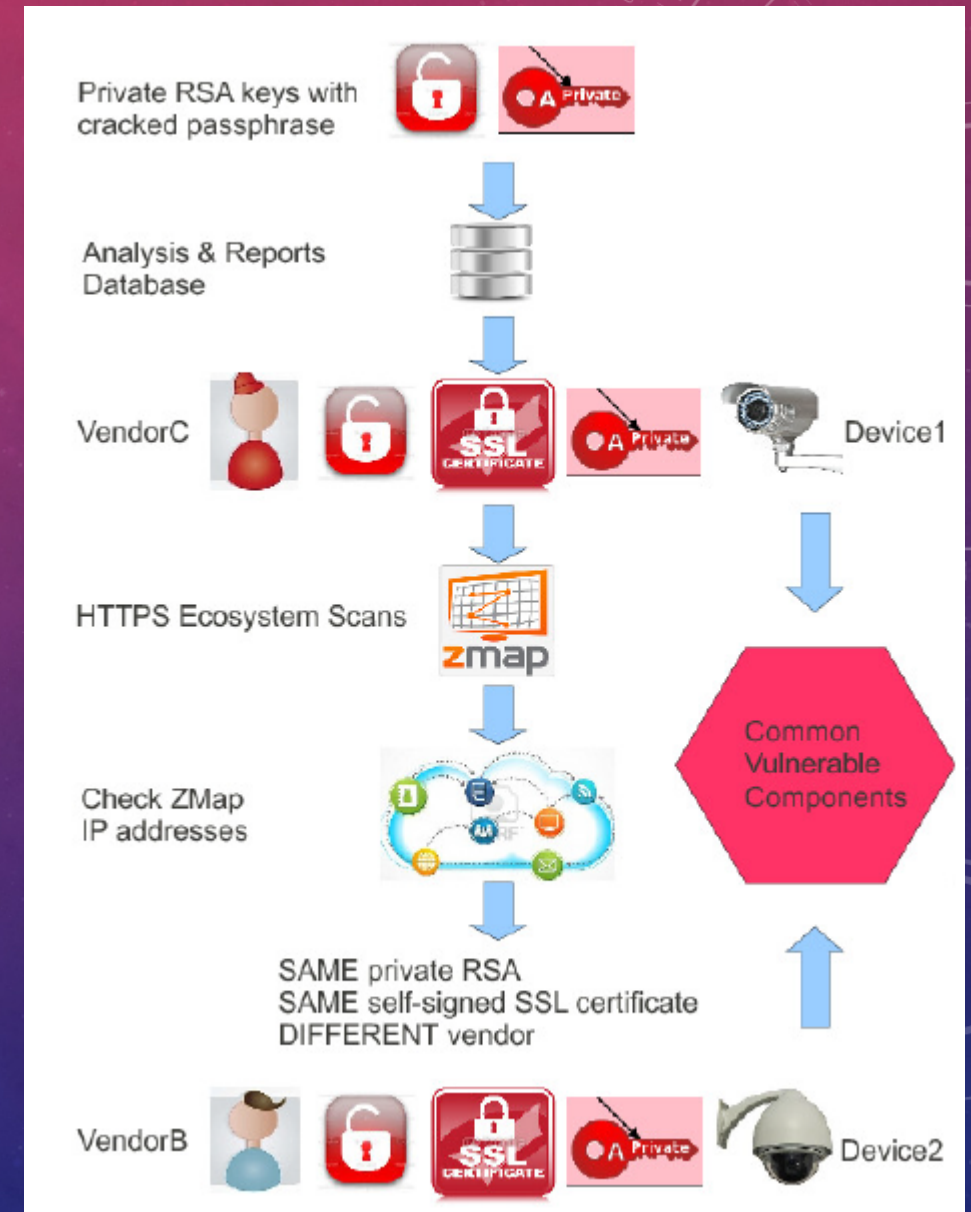 Private RSA keys with
cracked passphrase
A Private
Analysis & Reports
Database
VendorC
SSL
CERTIFICATE
A Private
Device1
HTTPS Ecosystem Scans
zmap
Common
Vulnerable
Components
Check ZMap
IP addresses
SAME private RSA
SAME self-signed SSL certificate
DIFFERENT vendor
VendorB
SSL
CERTIFICATE
A Private
Device2